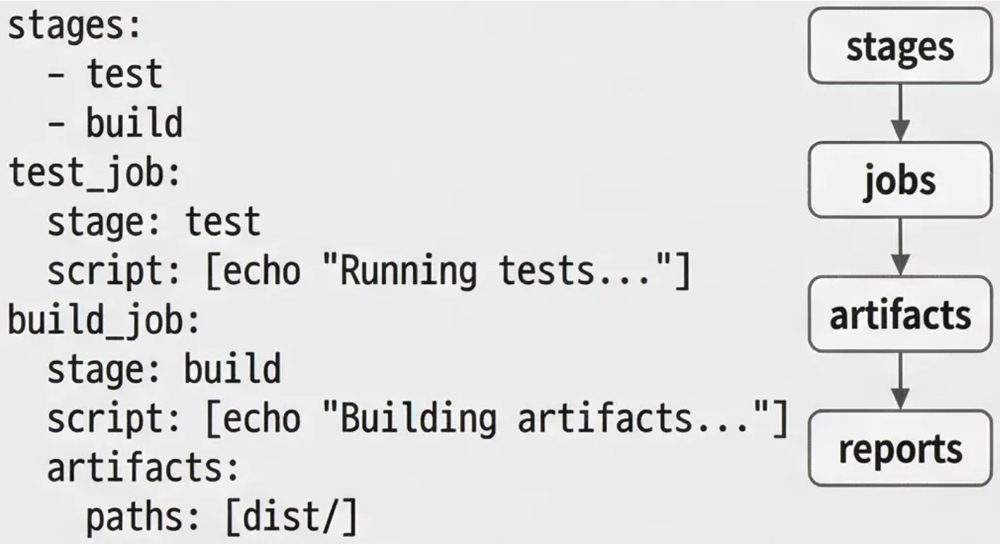 stages:
  - test
  - build
test_job:
  stage: test
  script: [echo "Running tests..."]
build_job:
  stage: build
  script: [echo "Building artifacts..."]
  artifacts:
    paths: [dist/]
stages
jobs
artifacts
reports